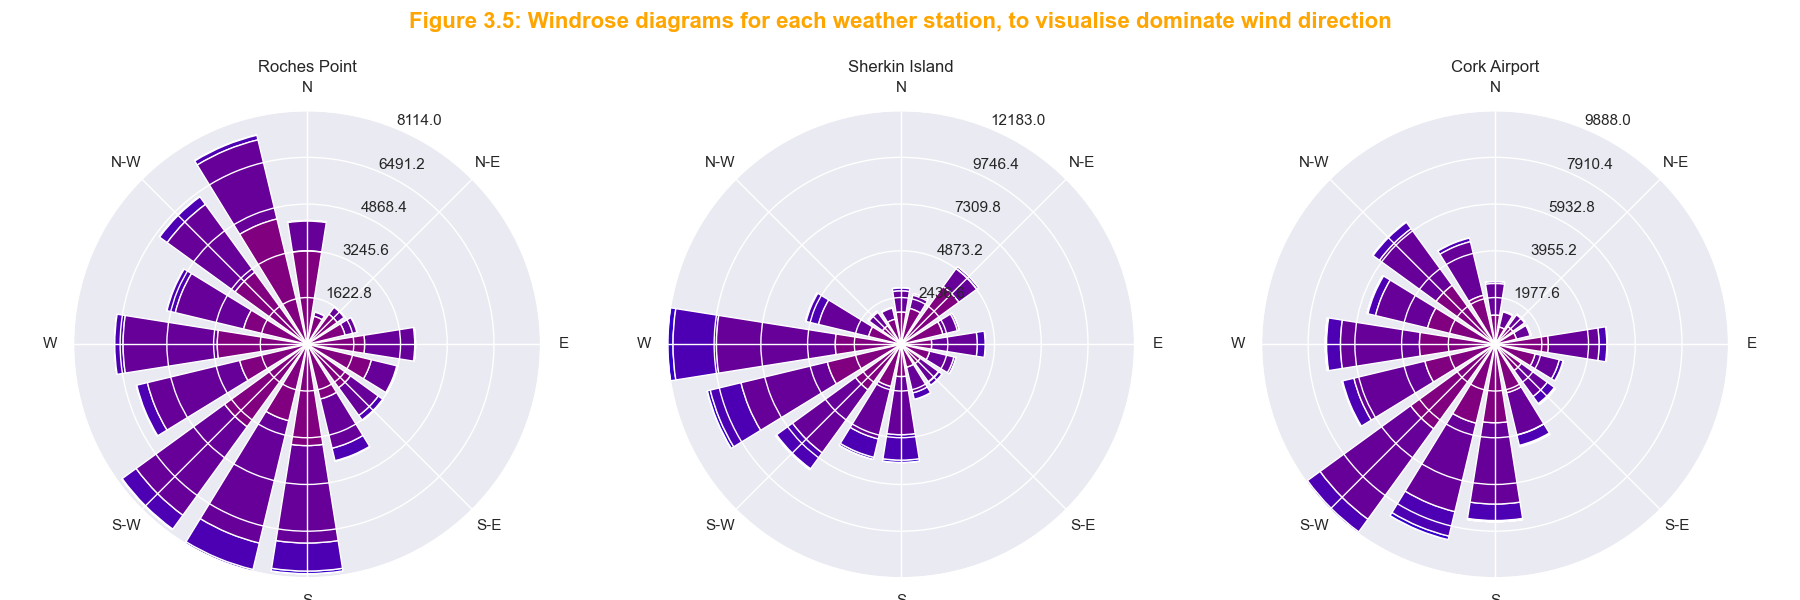 Figure 3.5: Windrose diagrams for each weather station, to visualise dominate wind direction
Roches Point
N
N-W
N-E
W
E
S-W
S-E
S
8114.0
6491.2
4868.4
3245.6
1622.8
Sherkin Island
N
N-W
N-E
W
E
S-W
S-E
S
12183.0
9746.4
7309.8
4873.2
Cork Airport
N
N-W
N-E
W
E
S-W
S-E
S
9888.0
7910.4
5932.8
3955.2
1977.6